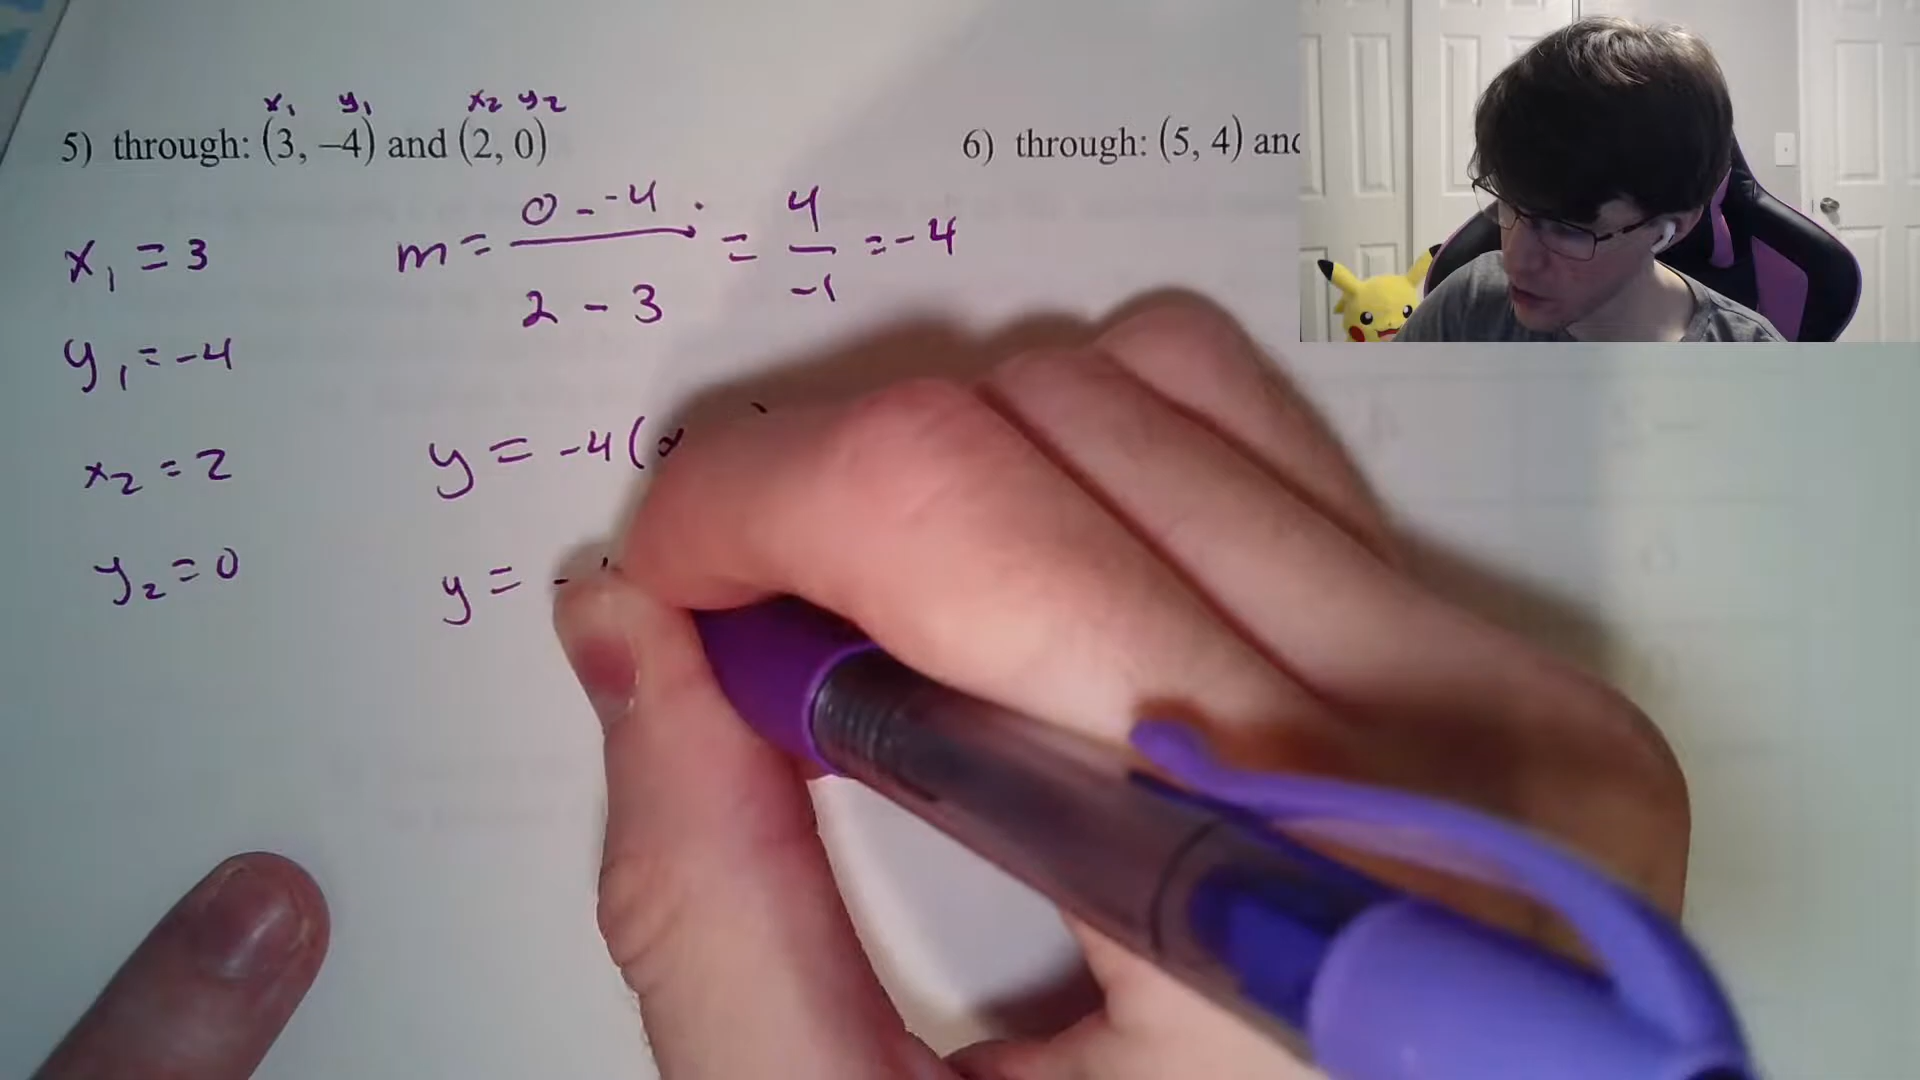 x₁ y₁ x₂ y₂
5) through: (3, –4) and (2, 0)
6) through: (5, 4) and
x₁ = 3
m = 0 - -4 / 2 - 3 = 4 / -1 = -4
y₁ = -4
y = -4(x
x₂ = 2
y₂ = 0
y = -